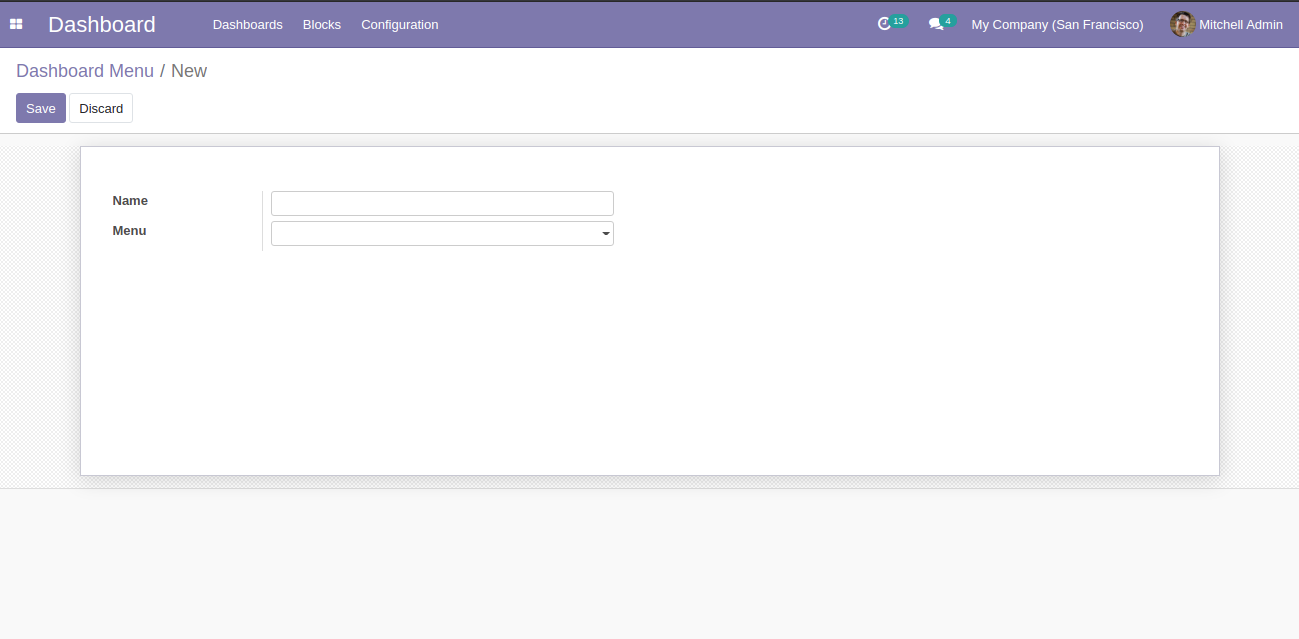 Dashboard Dashboards Blocks Configuration 13 4 My Company (San Francisco) Mitchell Admin
Dashboard Menu / New
Save Discard
Name
Menu